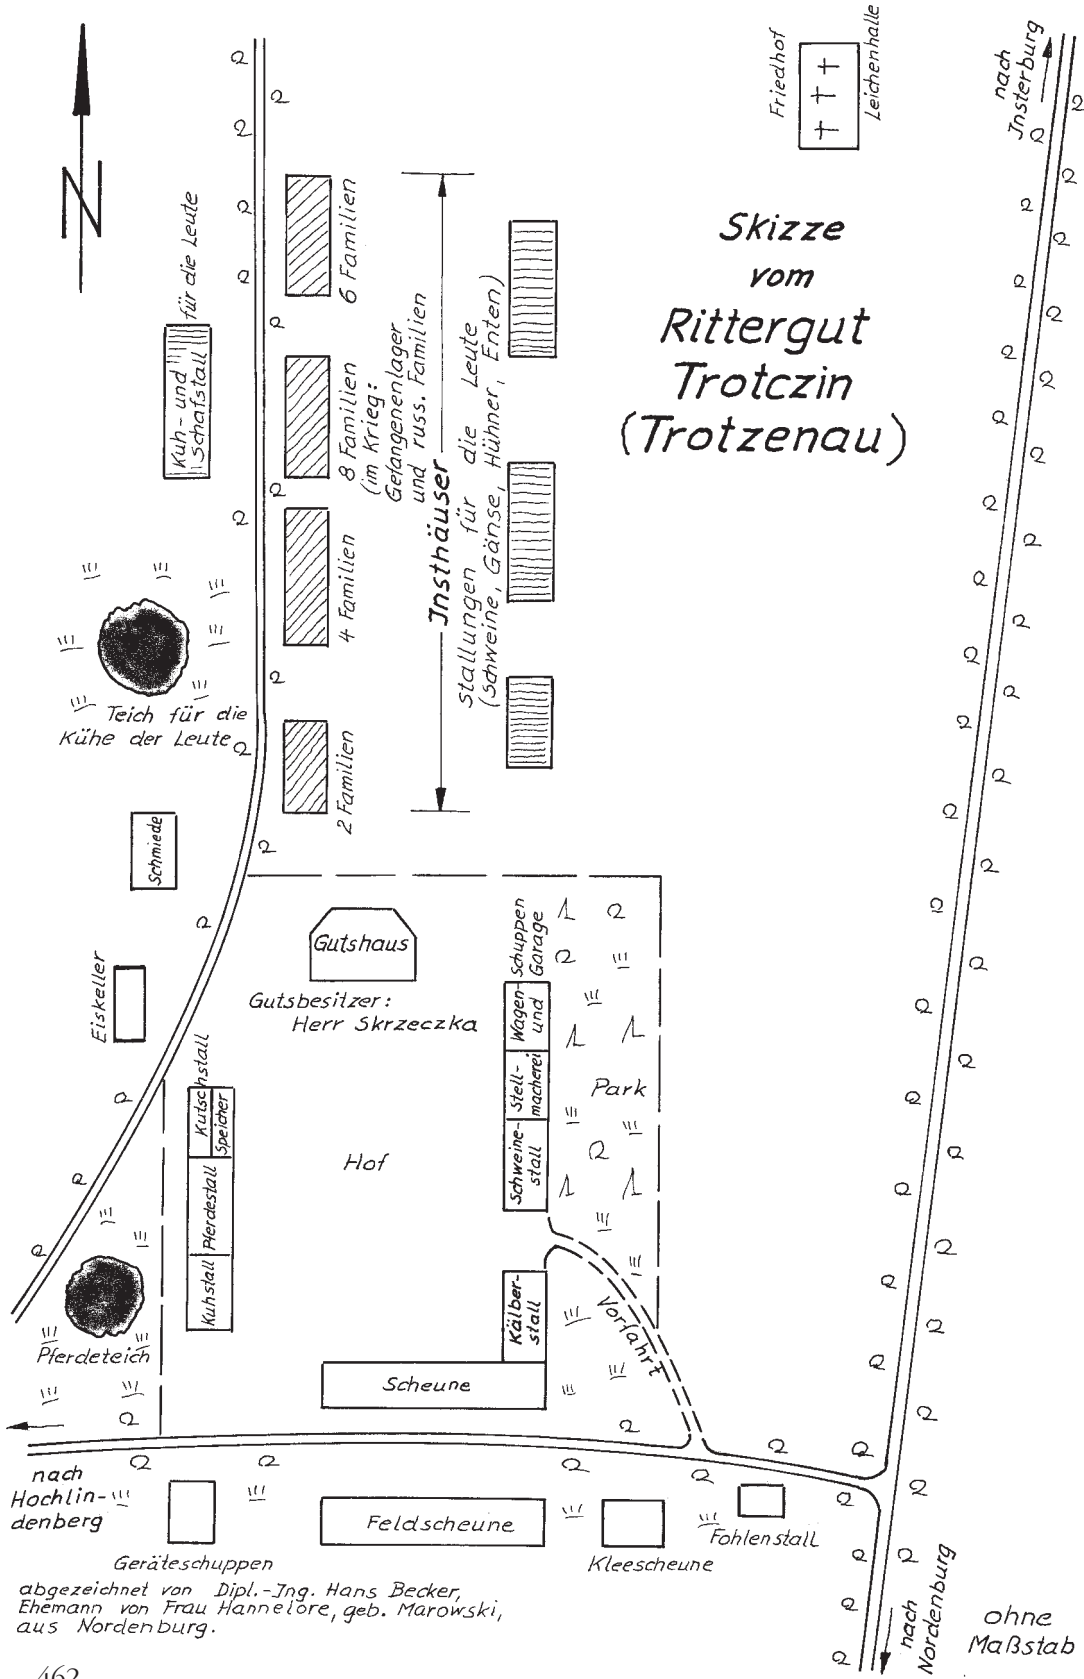 N
Friedhof
Leichenhalle
nach
Insterburg
Skizze
vom
Rittergut
Trotczin
(Trotzenau)
für die Leute
Kuh- und
Schafstall
6 Familien
8 Familien
(im Krieg:
Gefangenenlager
und russ. Familien
4 Familien
2 Familien
Insthäuser
Stallungen für die Leute
(Schweine, Gänse, Hühner, Enten)
Teich für die
Kühe der Leute
Schmiede
Eiskeller
Gutshaus
Gutsbesitzer:
Herr Skrzeczka
Wagen- Schuppen
und Garage
Stell-
macherei
Schweine-
stall
Park
Kutschstall
Speicher
Pferdestall
Kuhstall
Hof
Kälber-
stall
Vorfahrt
Pferdeteich
Scheune
nach
Hochlin-
denberg
Geräteschuppen
Feldscheune
Kleescheune
Fohlenstall
nach
Nordenburg
abgezeichnet von Dipl.-Ing. Hans Becker,
Ehemann von Frau Hannelore, geb. Marowski,
aus Nordenburg.
ohne
Maßstab
462